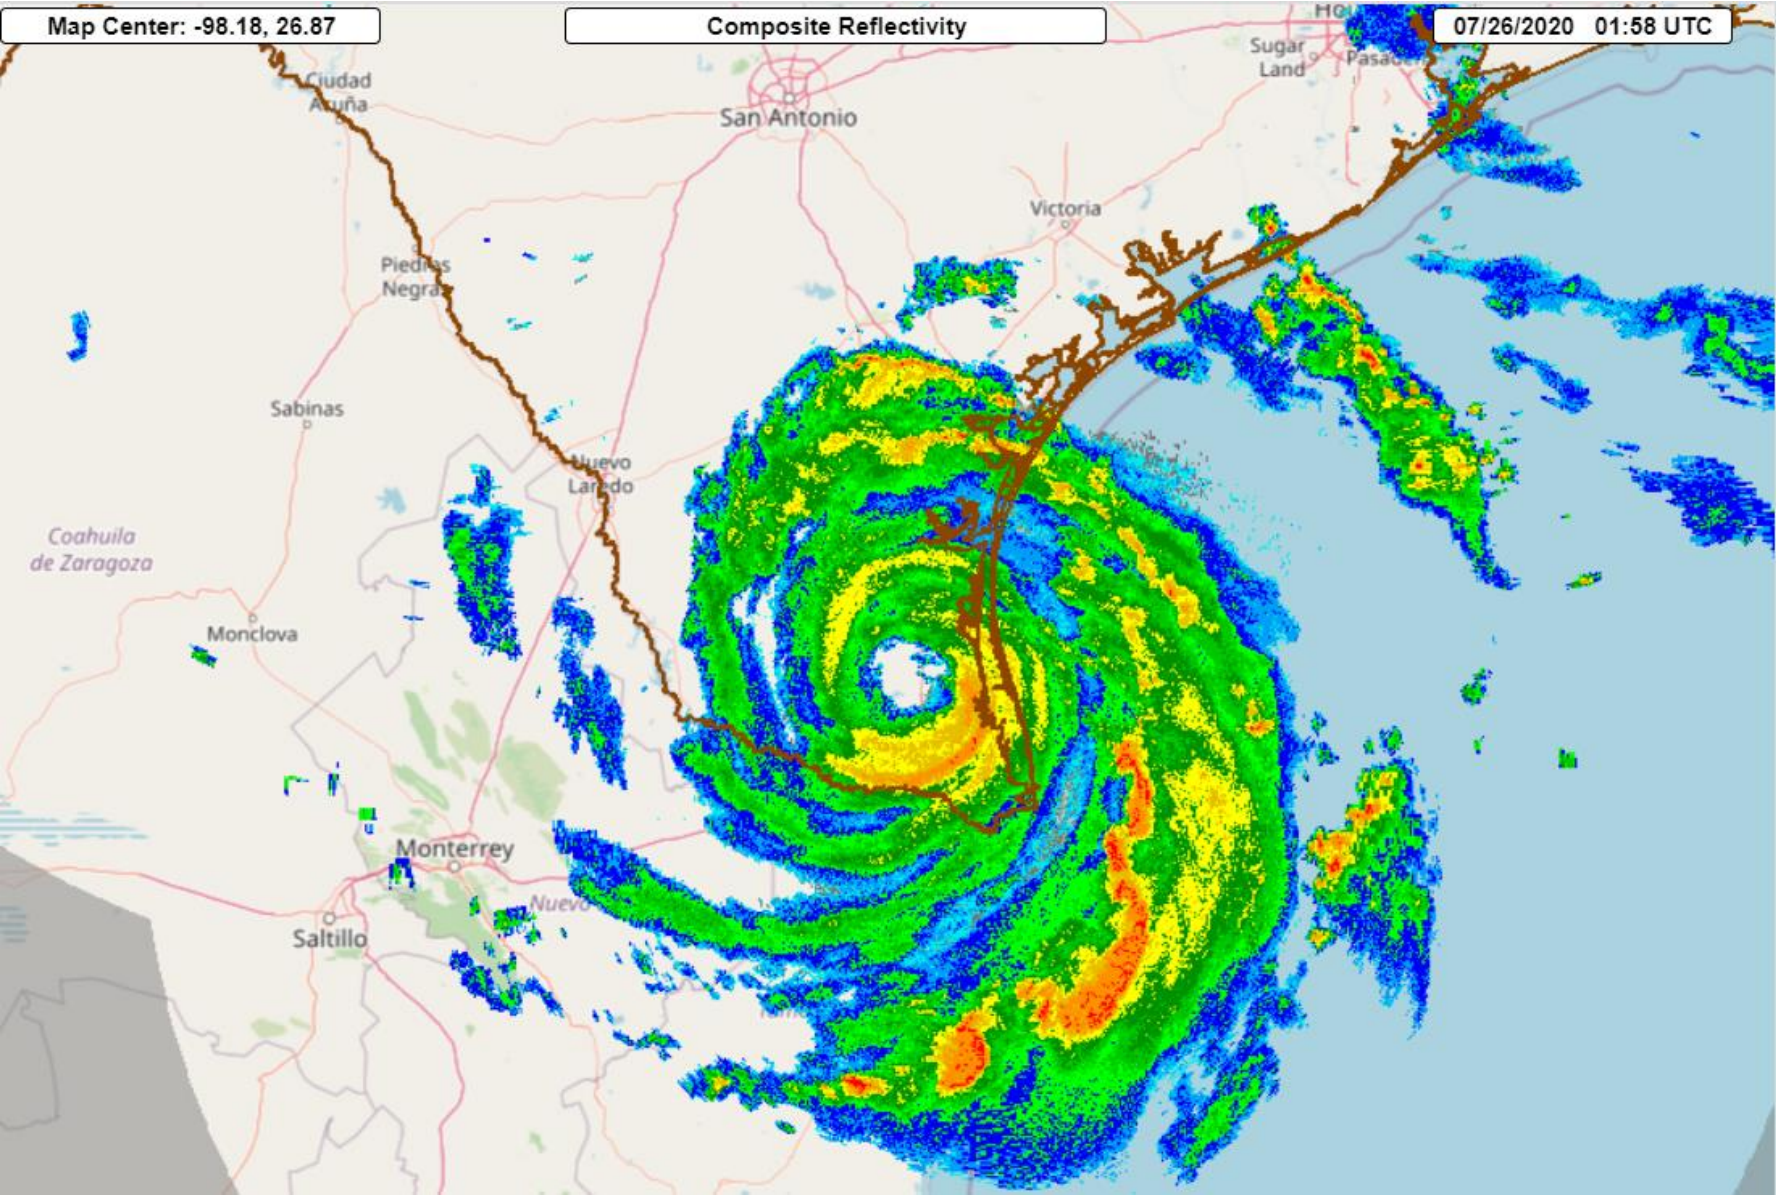 Map Center: -98.18, 26.87
Composite Reflectivity
07/26/2020 01:58 UTC
Sugar
Land
Ciudad
Acuña
San Antonio
Victoria
Piedras
Negras
Sabinas
Nuevo
Laredo
Coahuila
de Zaragoza
Monclova
Monterrey
Nuevo
Saltillo